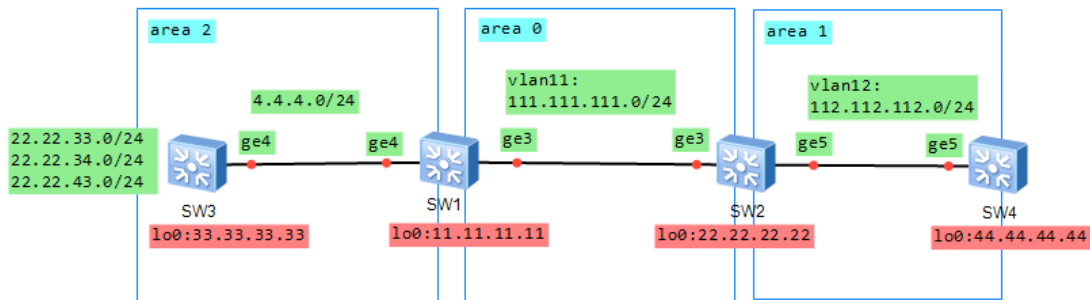 area 2
area 0
area 1
vlan11:
111.111.111.0/24
vlan12:
112.112.112.0/24
4.4.4.0/24
22.22.33.0/24
22.22.34.0/24
22.22.43.0/24
ge4
ge4
ge3
ge3
ge5
ge5
SW3
SW1
SW2
SW4
lo0:33.33.33.33
lo0:11.11.11.11
lo0:22.22.22.22
lo0:44.44.44.44